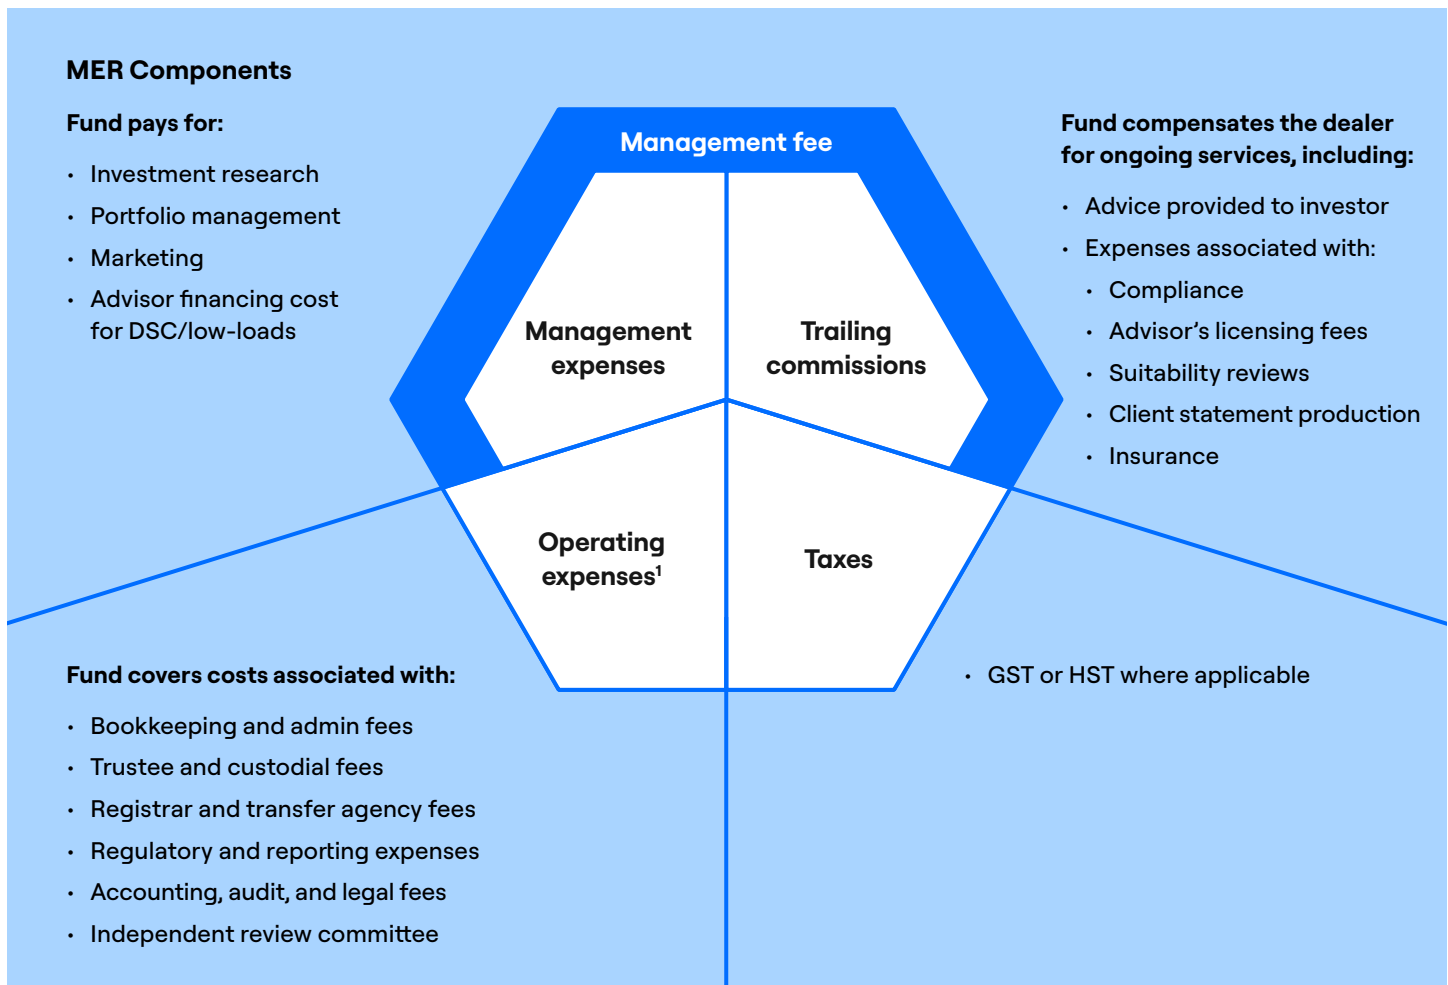 MER Components
Fund pays for:
• Investment research
• Portfolio management
• Marketing
• Advisor financing cost
for DSC/low-loads
Management fee
Management
expenses
Trailing
commissions
Operating
expenses¹
Taxes
Fund compensates the dealer
for ongoing services, including:
• Advice provided to investor
• Expenses associated with:
• Compliance
• Advisor’s licensing fees
• Suitability reviews
• Client statement production
• Insurance
Fund covers costs associated with:
• Bookkeeping and admin fees
• Trustee and custodial fees
• Registrar and transfer agency fees
• Regulatory and reporting expenses
• Accounting, audit, and legal fees
• Independent review committee
• GST or HST where applicable